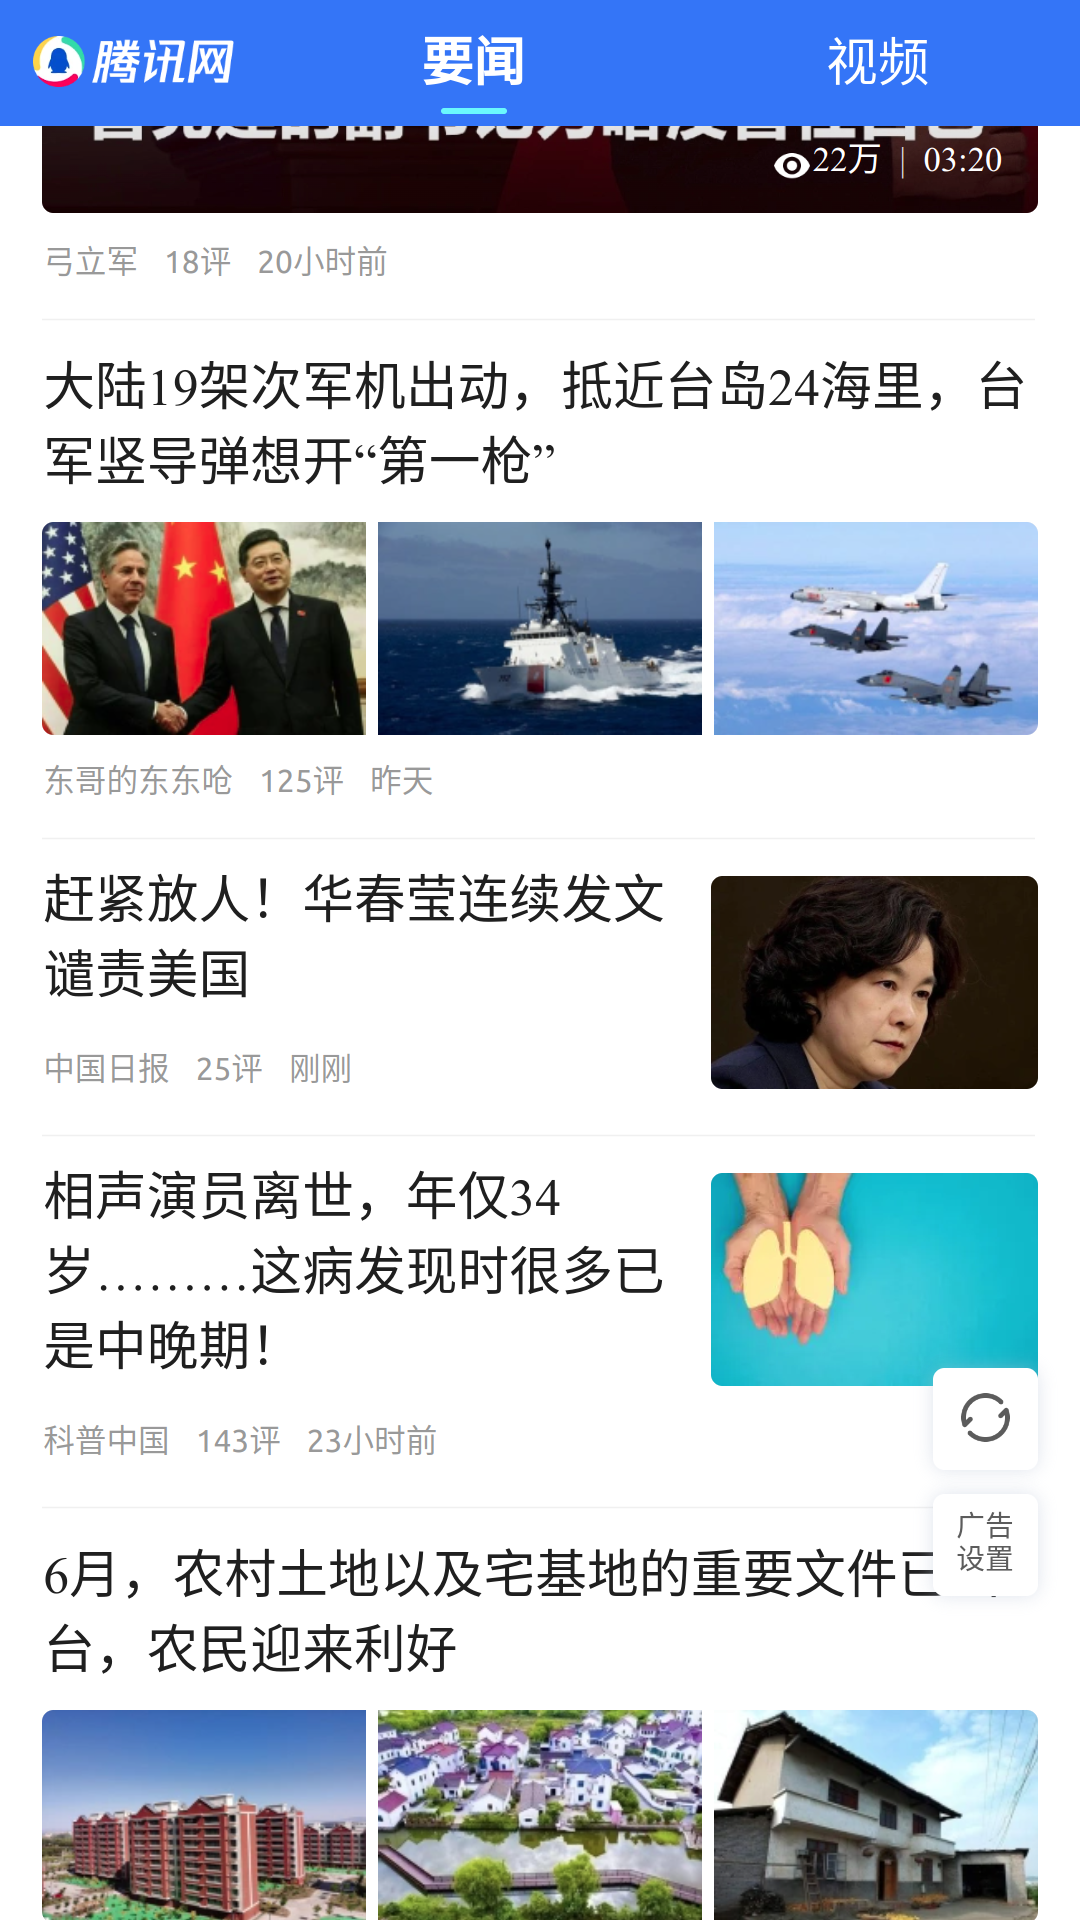 腾讯网
要闻
视频
22万 | 03:20
弓立军 18评 20小时前
大陆19架次军机出动，抵近台岛24海里，台
军竖导弹想开“第一枪”
东哥的东东呛 125评 昨天
赶紧放人！华春莹连续发文
谴责美国
中国日报 25评 刚刚
相声演员离世，年仅34
岁………这病发现时很多已
是中晚期！
科普中国 143评 23小时前
广告
设置
6月，农村土地以及宅基地的重要文件已
台，农民迎来利好